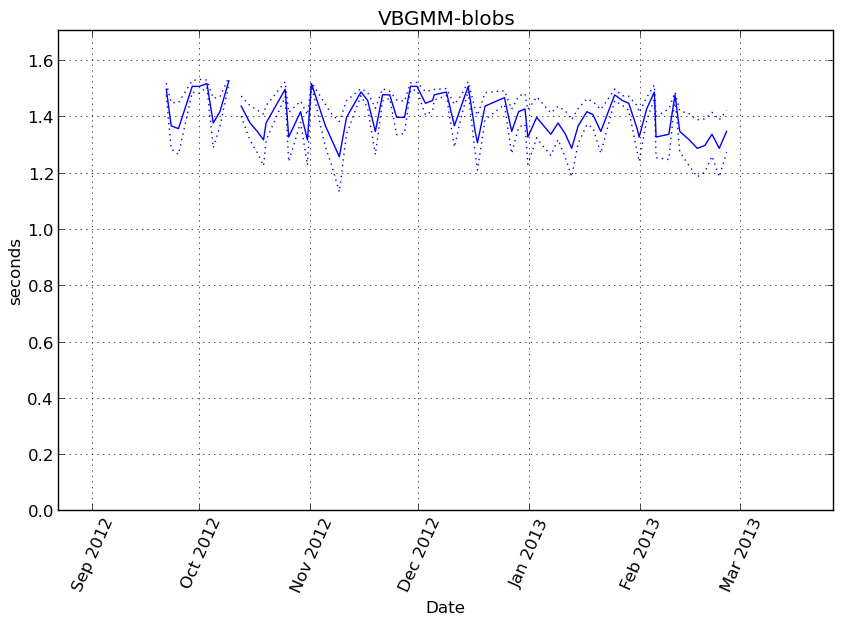 VBGMM-blobs
1.6
1.4
1.2
1.0
0.8
0.6
0.4
0.2
0.0
seconds
Sep 2012
Oct 2012
Nov 2012
Dec 2012
Jan 2013
Feb 2013
Mar 2013
Date